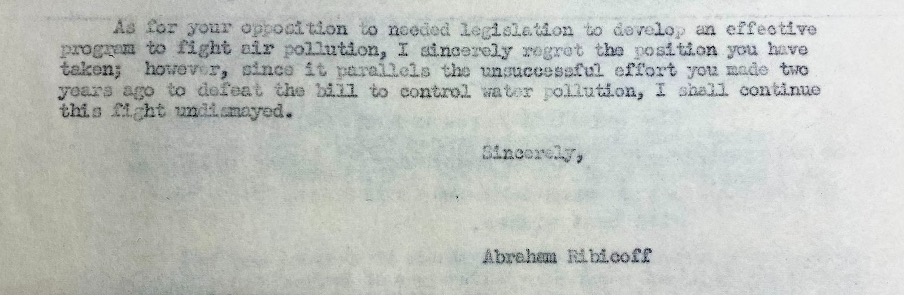 As for your opposition to needed legislation to develop an effective
program to fight air pollution, I sincerely regret the position you have
taken; however, since it parallels the unsuccessful effort you made two
years ago to defeat the bill to control water pollution, I shall continue
this fight undismayed.
Sincerely,
Abraham Ribicoff